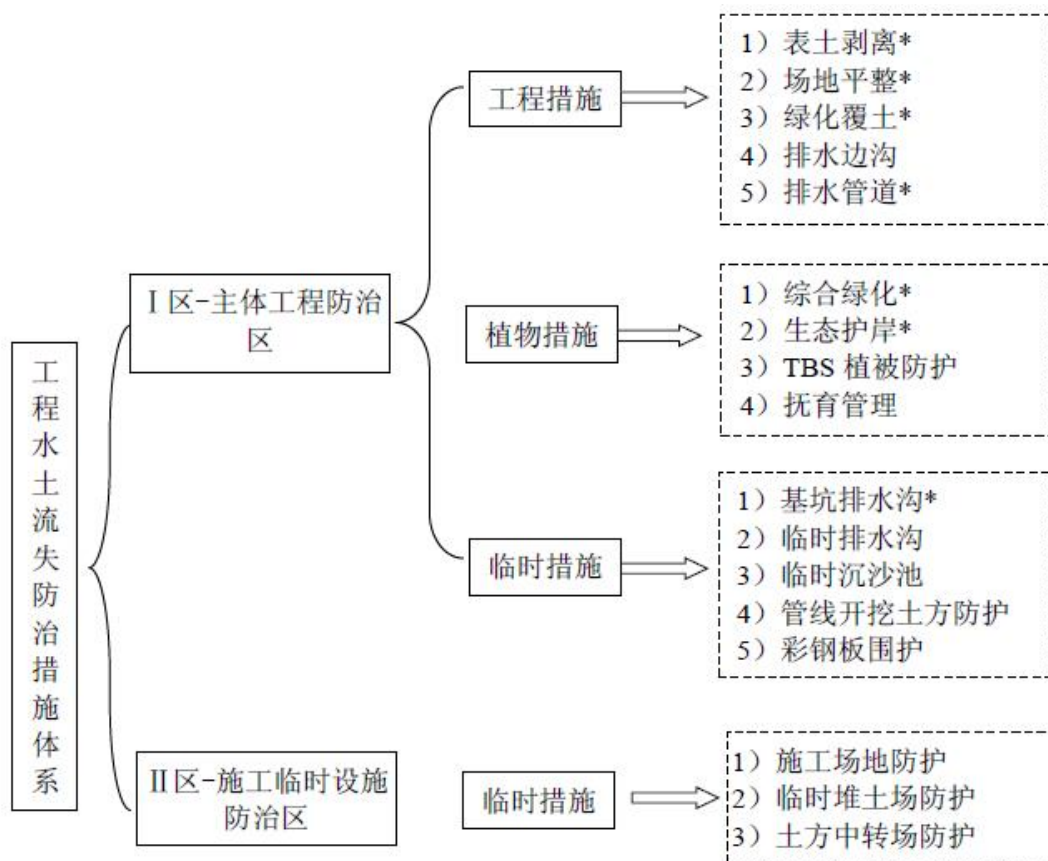 工程水土流失防治措施体系
Ⅰ区-主体工程防治
区
工程措施
1）表土剥离*
2）场地平整*
3）绿化覆土*
4）排水边沟
5）排水管道*
植物措施
1）综合绿化*
2）生态护岸*
3）TBS 植被防护
4）抚育管理
临时措施
1）基坑排水沟*
2）临时排水沟
3）临时沉沙池
4）管线开挖土方防护
5）彩钢板围护
Ⅱ区-施工临时设施
防治区
临时措施
1）施工场地防护
2）临时堆土场防护
3）土方中转场防护